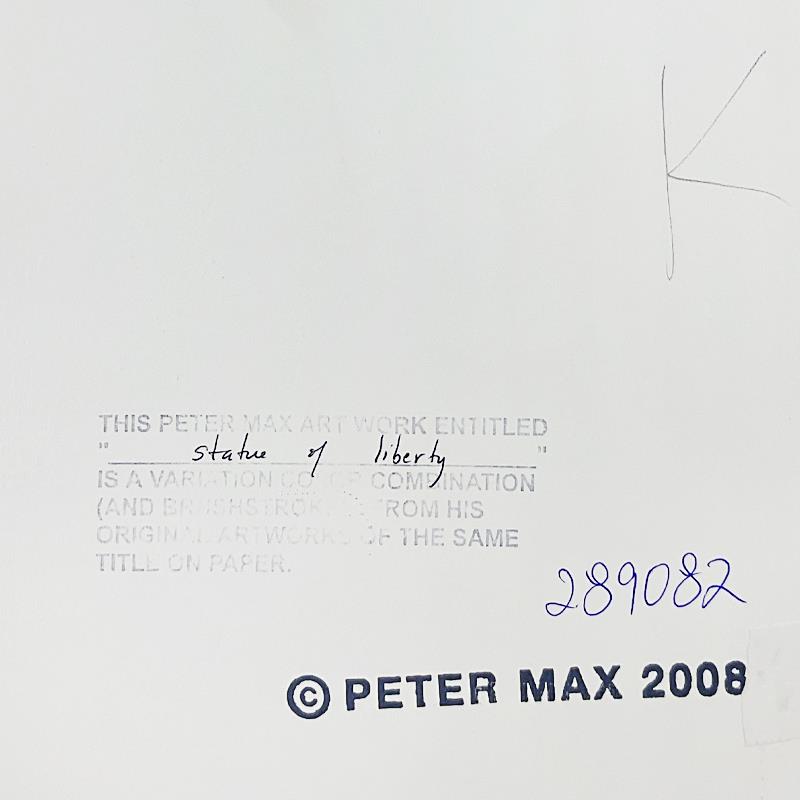 K
THIS PETER MAX ART WORK ENTITLED
" statue of liberty "
IS A VARIATION COLOR COMBINATION
(AND BRUSHSTROKES FROM HIS
ORIGINAL ARTWORKS OF THE SAME
TITLE ON PAPER.
289082
© PETER MAX 2008